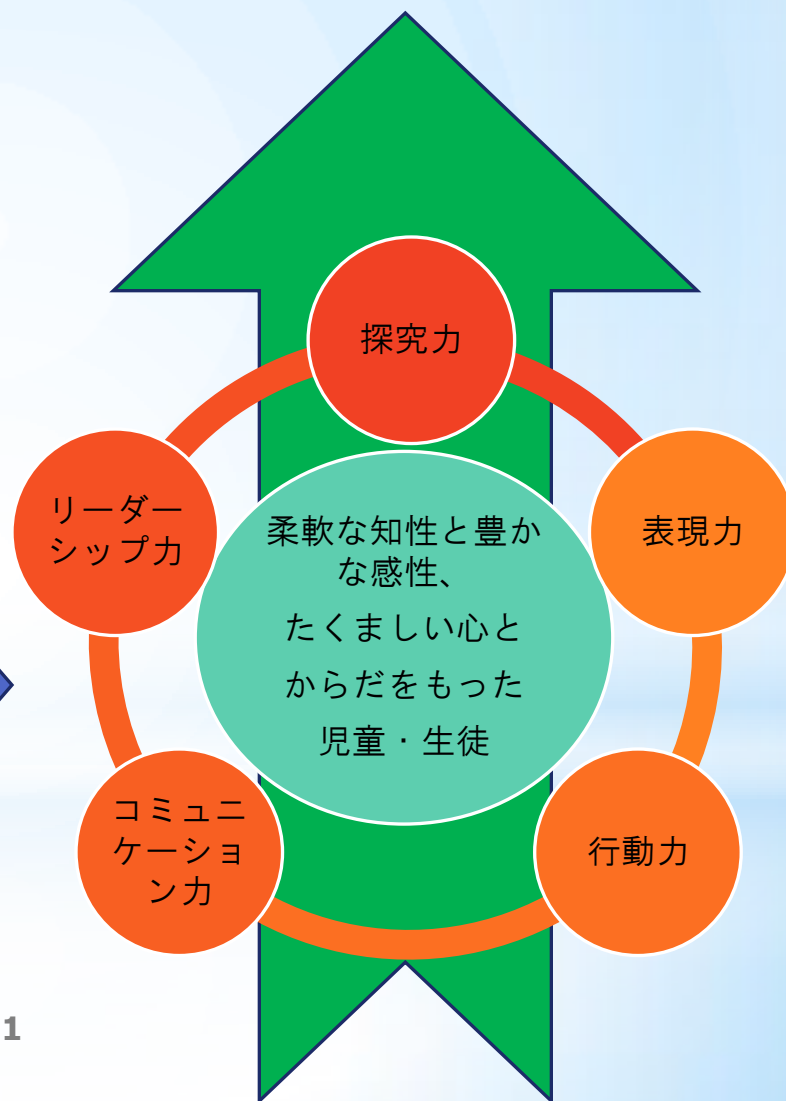 探究力
リーダー
シップ力
柔軟な知性と豊か
な感性、
たくましい心と
からだをもった
児童・生徒
表現力
コミュニ
ケーショ
ン力
行動力
1